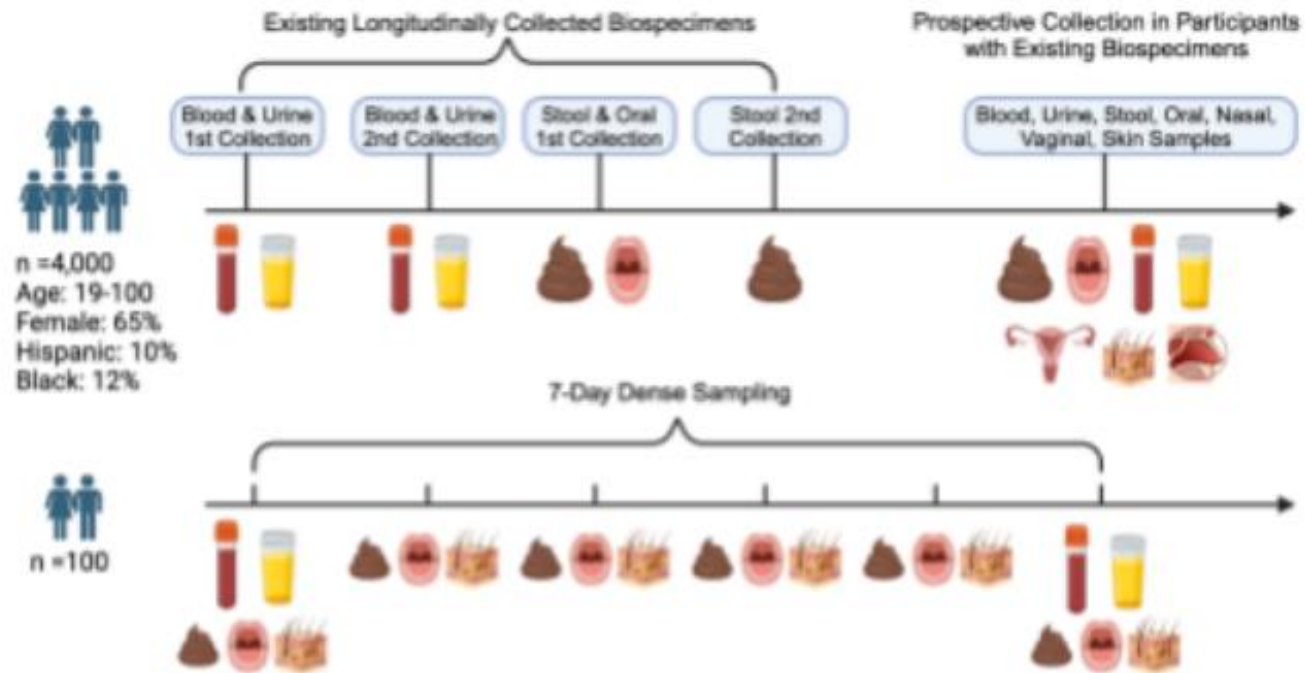 Existing Longitudinally Collected Biospecimens
Prospective Collection in Participants
with Existing Biospecimens
Blood & Urine
1st Collection
Blood & Urine
2nd Collection
Stool & Oral
1st Collection
Stool 2nd
Collection
Blood, Urine, Stool, Oral, Nasal,
Vaginal, Skin Samples
n =4,000
Age: 19-100
Female: 65%
Hispanic: 10%
Black: 12%
7-Day Dense Sampling
n =100